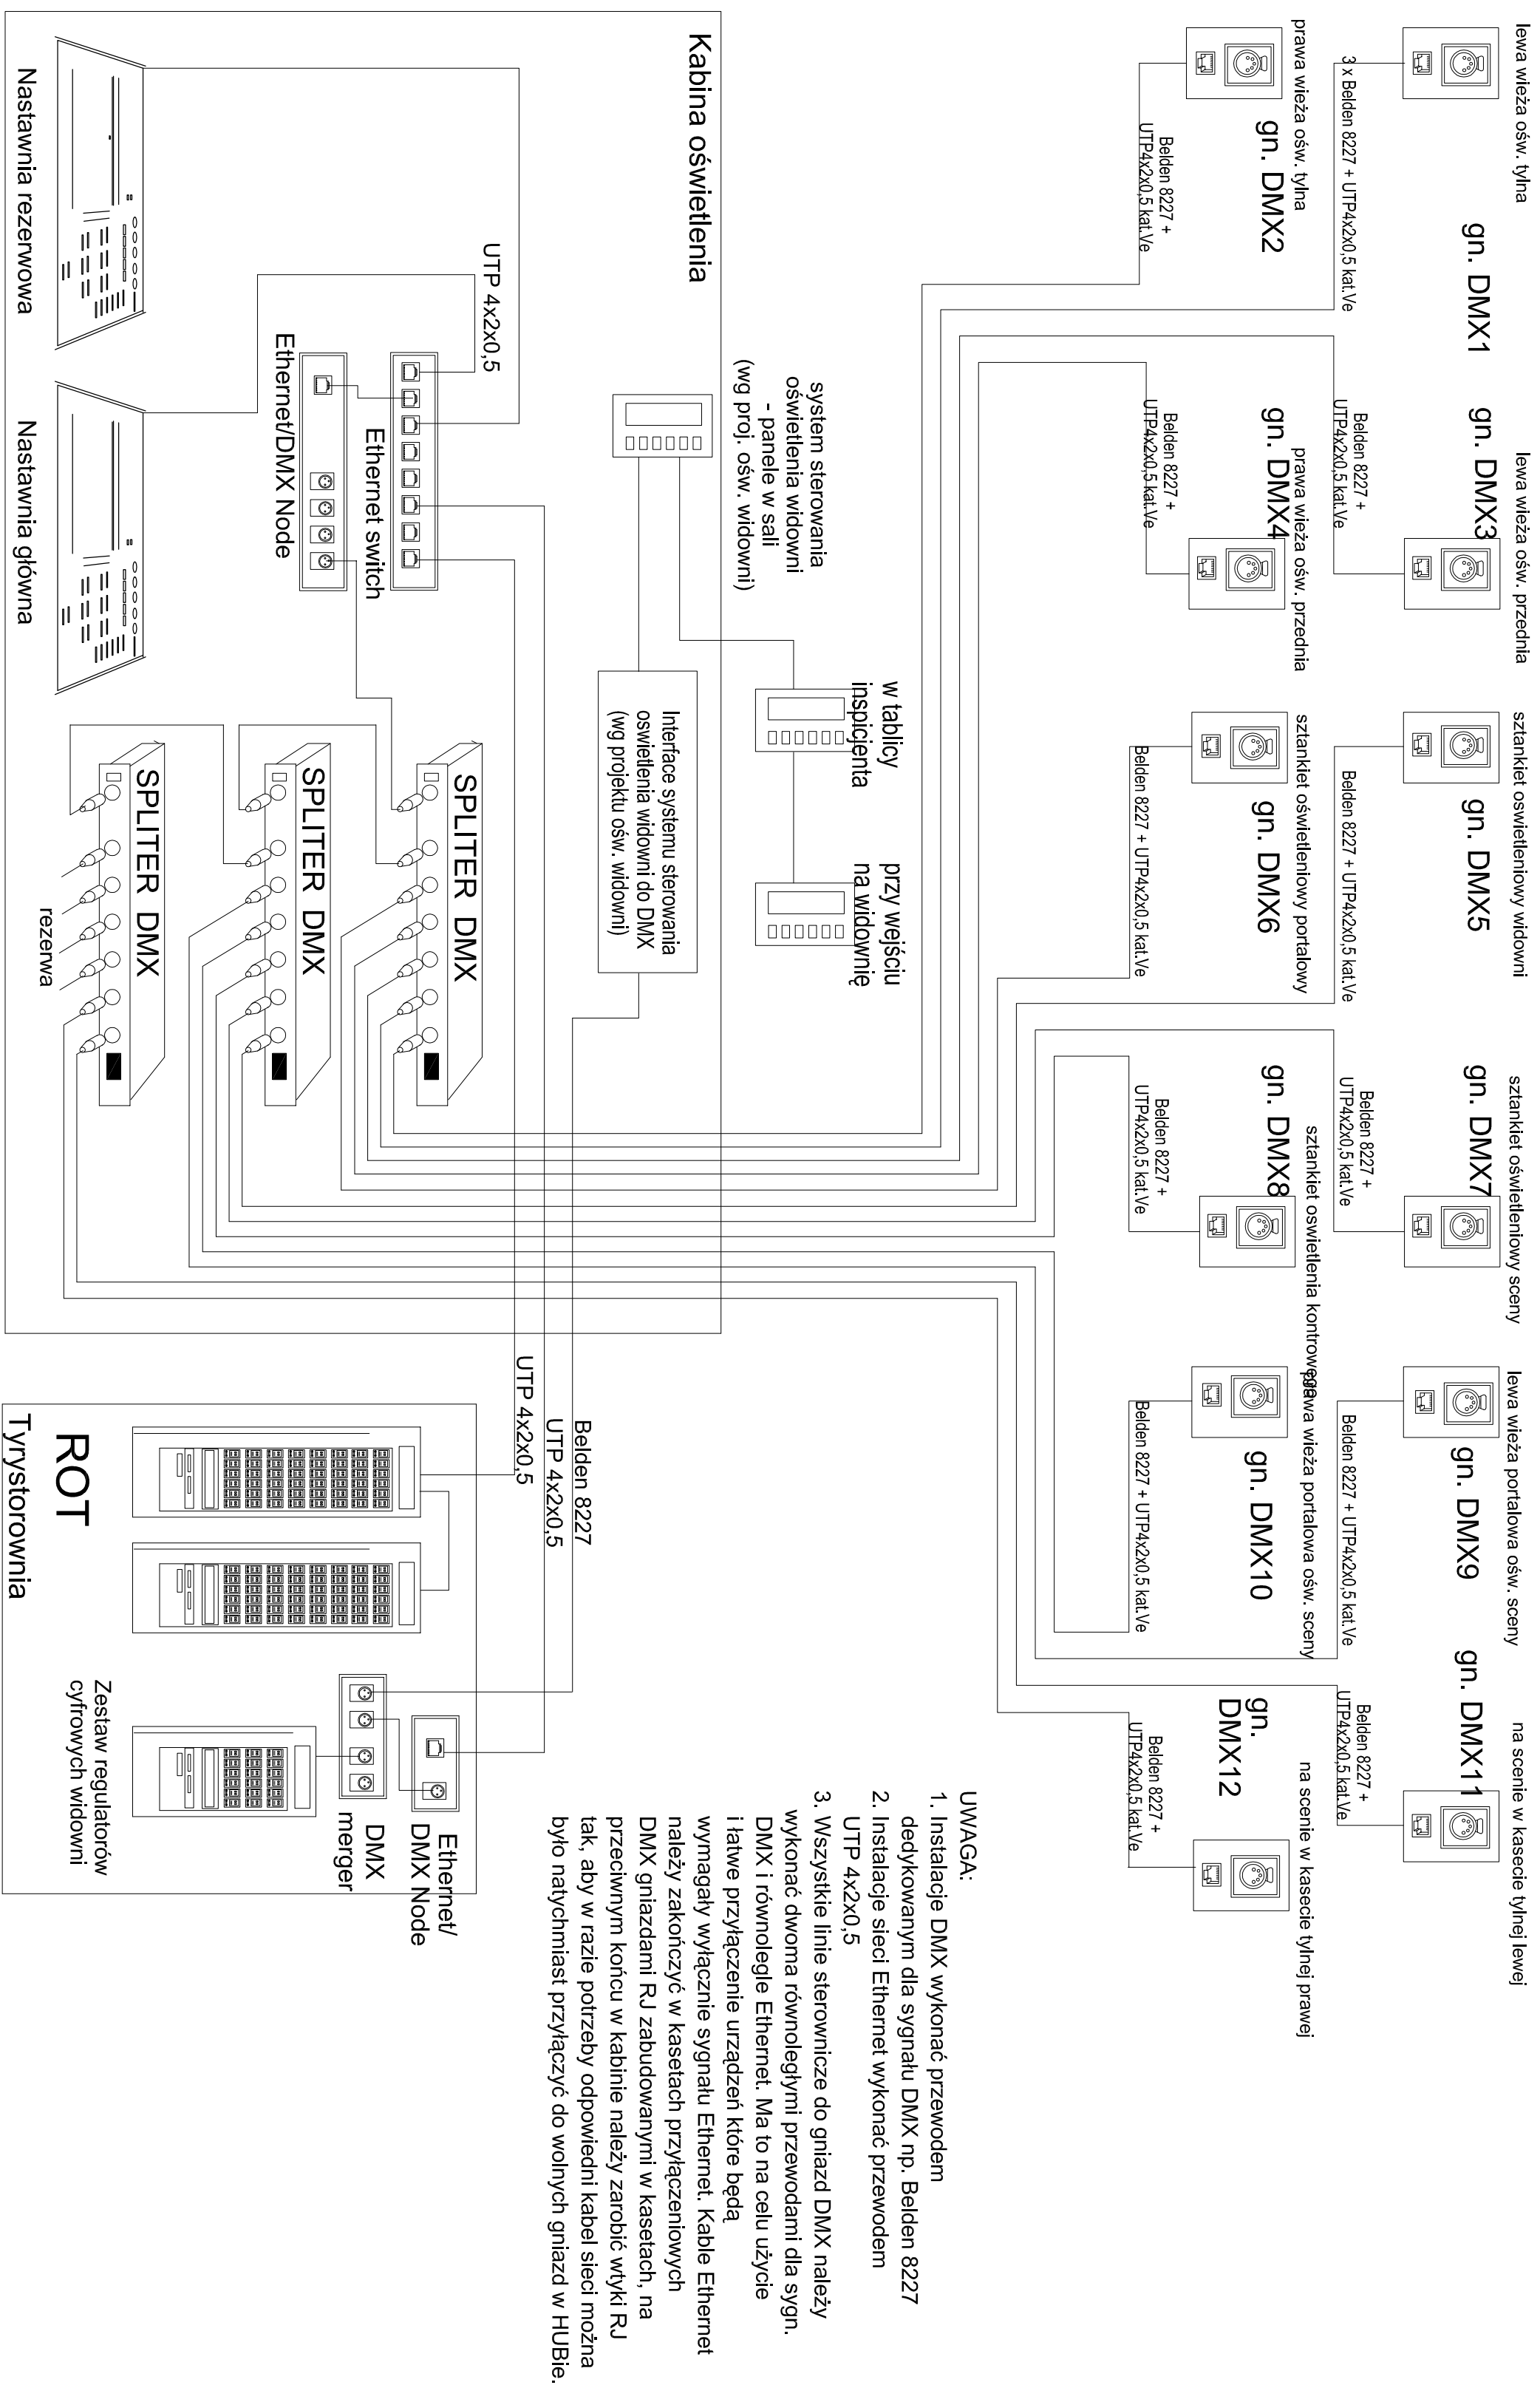 lewa wieża ośw. tylna
gn. DMX1
3 x Belden 8227 + UTP4x2x0,5 kat.Ve
lewa wieża ośw. przednia
gn. DMX3
Belden 8227 +
UTP4x2x0,5 kat.Ve
sztankiet oswietleniowy widowni
gn. DMX5
Belden 8227 + UTP4x2x0,5 kat.Ve
sztankiet oświetleniowy sceny
gn. DMX7
Belden 8227 +
UTP4x2x0,5 kat.Ve
lewa wieża portalowa ośw. sceny
gn. DMX9
Belden 8227 + UTP4x2x0,5 kat.Ve
na scenie w kasecie tylnej lewej
gn. DMX11
Belden 8227 +
UTP4x2x0,5 kat.Ve
prawa wieża ośw. tylna
gn. DMX2
Belden 8227 +
UTP4x2x0,5 kat.Ve
prawa wieża ośw. przednia
gn. DMX4
Belden 8227 +
UTP4x2x0,5 kat.Ve
sztankiet oświetleniowy portalowy
gn. DMX6
Belden 8227 + UTP4x2x0,5 kat.Ve
sztankiet oswietlenia kontrowego
gn. DMX8
Belden 8227 +
UTP4x2x0,5 kat.Ve
prawa wieża portalowa ośw. sceny
gn. DMX10
Belden 8227 + UTP4x2x0,5 kat.Ve
na scenie w kasecie tylnej prawej
gn.
DMX12
Belden 8227 +
UTP4x2x0,5 kat.Ve
system sterowania
oświetlenia widowni
- panele w sali
(wg proj. ośw. widowni)
w tablicy
inspicjenta
przy wejściu
na widownię
Kabina oświetlenia
Interface systemu sterowania
oswietlenia widowni do DMX
(wg projektu ośw. widowni)
UTP 4x2x0,5
Ethernet switch
Ethernet/DMX Node
SPLITER DMX
SPLITER DMX
SPLITER DMX
rezerwa
Nastawnia rezerwowa
Nastawnia główna
Belden 8227
UTP 4x2x0,5
UTP 4x2x0,5
Ethernet/
DMX Node
DMX
merger
ROT
Tyrystorownia
Zestaw regulatorów
cyfrowych widowni
UWAGA:
1. Instalacje DMX wykonać przewodem
dedykowanym dla sygnału DMX np. Belden 8227
2. Instalacje sieci Ethernet wykonać przewodem
UTP 4x2x0,5
3. Wszystkie linie sterownicze do gniazd DMX należy
wykonać dwoma równoległymi przewodami dla sygn.
DMX i równolegle Ethernet. Ma to na celu użycie
i łatwe przyłączenie urządzeń które będą
wymagały wyłącznie sygnału Ethernet. Kable Ethernet
należy zakończyć w kasetach przyłączeniowych
DMX gniazdami RJ zabudowanymi w kasetach, na
przeciwnym końcu w kabinie należy zarobić wtyki RJ
tak, aby w razie potrzeby odpowiedni kabel sieci można
było natychmiast przyłączyć do wolnych gniazd w HUBie.